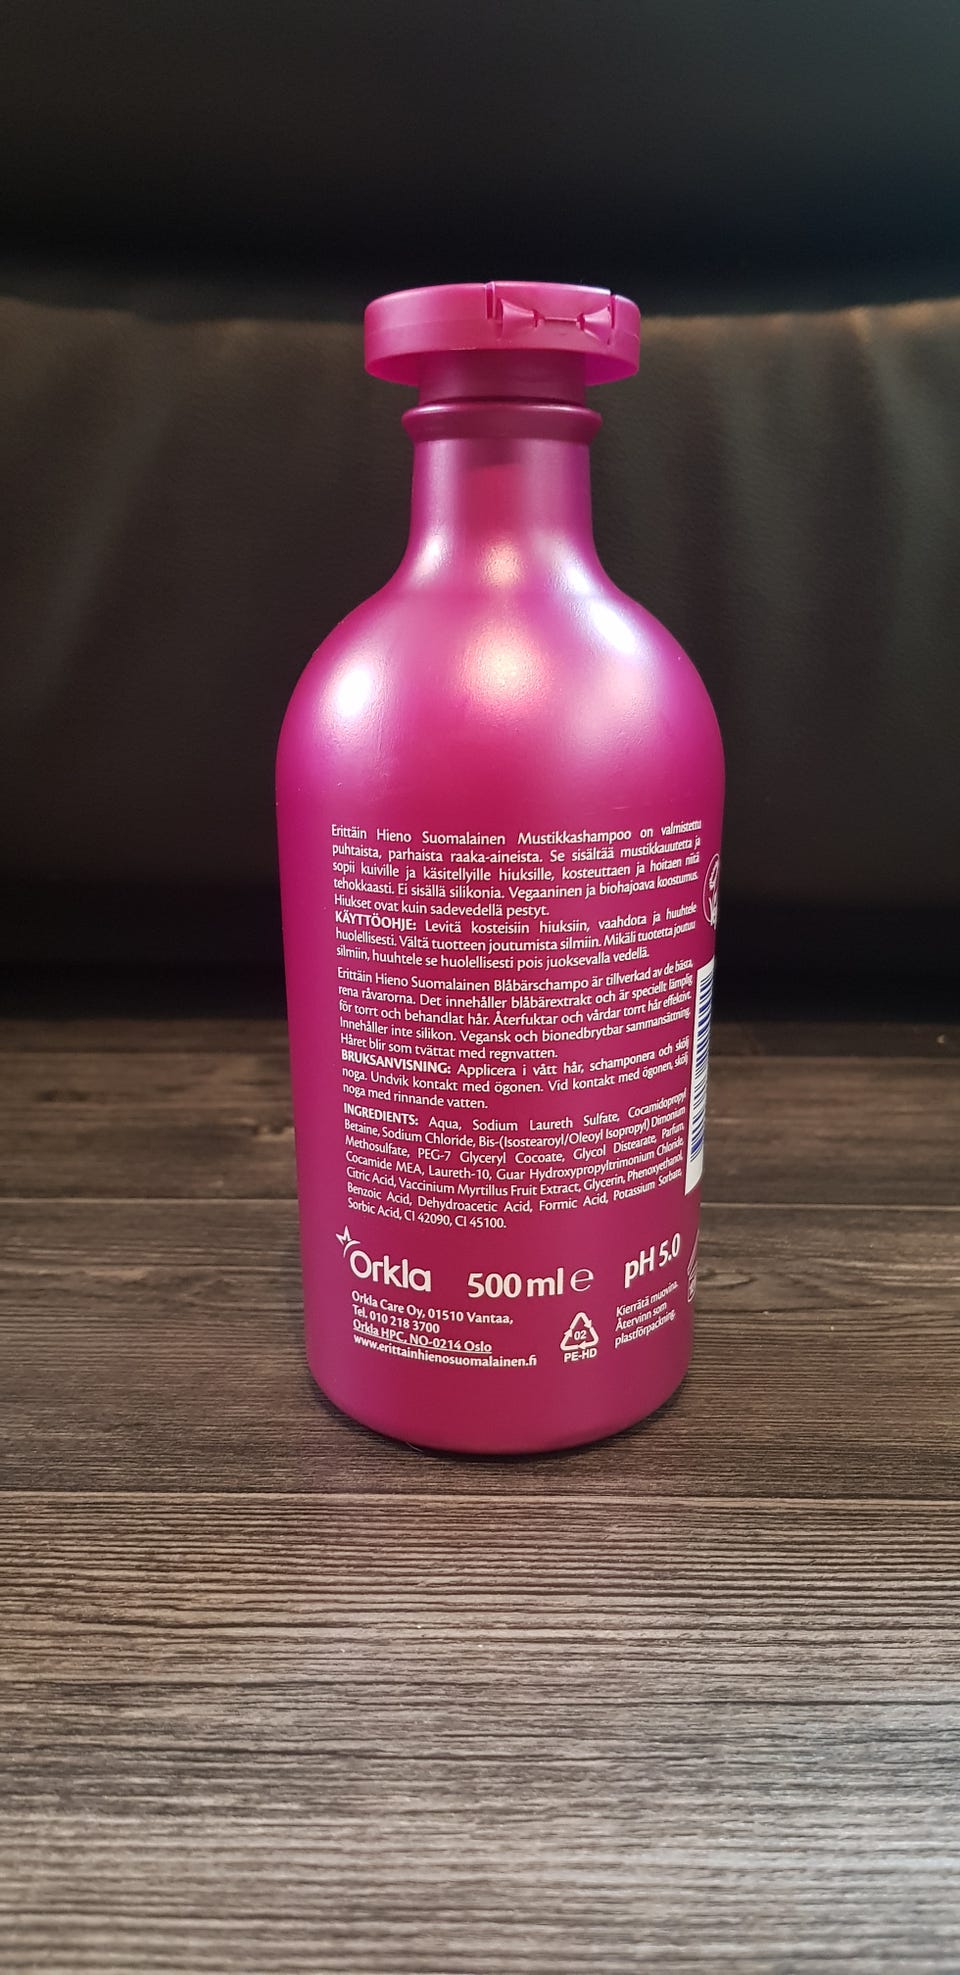 Erittäin Hieno Suomalainen Mustikkashampoo on valmistettu
puhtaista, parhaista raaka-aineista. Se sisältää mustikkauutetta ja
sopii kuiville ja käsitellyille hiuksille, kosteuttaen ja hoitaen niitä
tehokkaasti. Ei sisällä silikonia. Vegaaninen ja biohajoava koostumus.
Hiukset ovat kuin sadevedellä pestyt.
KÄYTTÖOHJE: Levitä kosteisiin hiuksiin, vaahdota ja huuhtele
huolellisesti. Vältä tuotteen joutumista silmiin. Mikäli tuotetta joutuu
silmiin, huuhtele se huolellisesti pois juoksevalla vedellä.
Erittäin Hieno Suomalainen Blåbärschampo är tillverkad av de bästa,
rena råvarorna. Det innehåller blåbärextrakt och är speciellt lämplig
för torrt och behandlat hår. Återfuktar och vårdar torrt hår effektivt.
Innehåller inte silikon. Vegansk och bionedbrytbar sammansättning.
Håret blir som tvättat med regnvatten.
BRUKSANVISNING: Applicera i vått hår, schamponera och skölj
noga. Undvik kontakt med ögonen. Vid kontakt med ögonen, skölj
noga med rinnande vatten.
INGREDIENTS: Aqua, Sodium Laureth Sulfate, Cocamidopropyl
Betaine, Sodium Chloride, Bis-(Isostearoyl/Oleoyl Isopropyl) Dimonium
Methosulfate, PEG-7 Glyceryl Cocoate, Glycol Distearate, Parfum,
Cocamide MEA, Laureth-10, Guar Hydroxypropyltrimonium Chloride,
Citric Acid, Vaccinium Myrtillus Fruit Extract, Glycerin, Phenoxyethanol,
Benzoic Acid, Dehydroacetic Acid, Formic Acid, Potassium Sorbate,
Sorbic Acid, CI 42090, CI 45100.
Orkla 500 ml e pH 5.0
Orkla Care Oy, 01510 Vantaa,
Tel. 010 218 3700
Orkla HPC, NO-0214 Oslo
www.erittainhienosuomalainen.fi
02
PE-HD
Kierrätä muovina.
Återvinn som
plastförpackning.